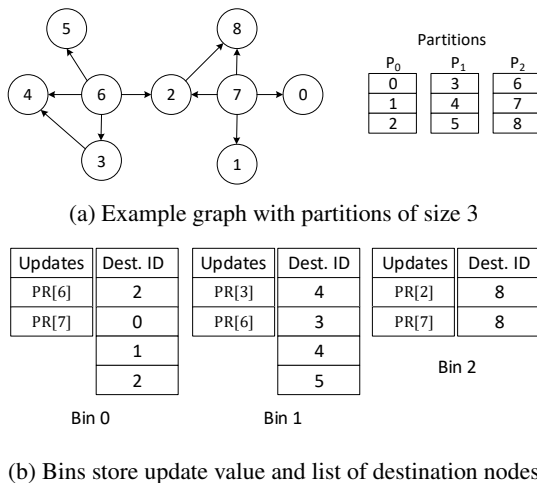 5 8 Partitions
P0 P1 P2
4 6 2 7 0
0 3 6
1 4 7
2 5 8
3 1
(a) Example graph with partitions of size 3
Updates Dest. ID Updates Dest. ID Updates Dest. ID
PR[6] 2 PR[3] 4 PR[2] 8
PR[7] 0 PR[6] 3 PR[7] 8
1 4
2 5
Bin 2
Bin 0 Bin 1
(b) Bins store update value and list of destination nodes